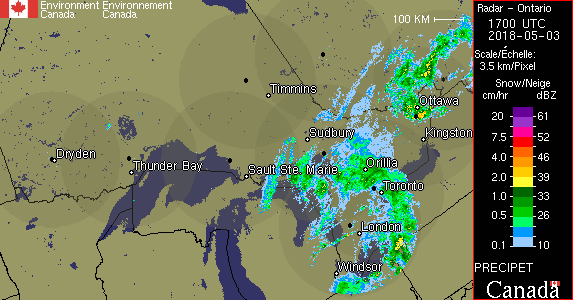 Environment Environnement
Canada Canada
100 KM
Timmins
Ottawa
Sudbury
Kingston
Dryden
Thunder Bay
Sault Ste. Marie
Orillia
Toronto
London
Windsor
Radar - Ontario
1700 UTC
2018-05-03
Scale/Échelle:
3.5 km/Pixel
Snow/Neige
cm/hr dBZ
20 61
7.5 52
4.0 46
2.0 39
1.0 33
0.5 26
0.1 10
PRECIPET
Canada